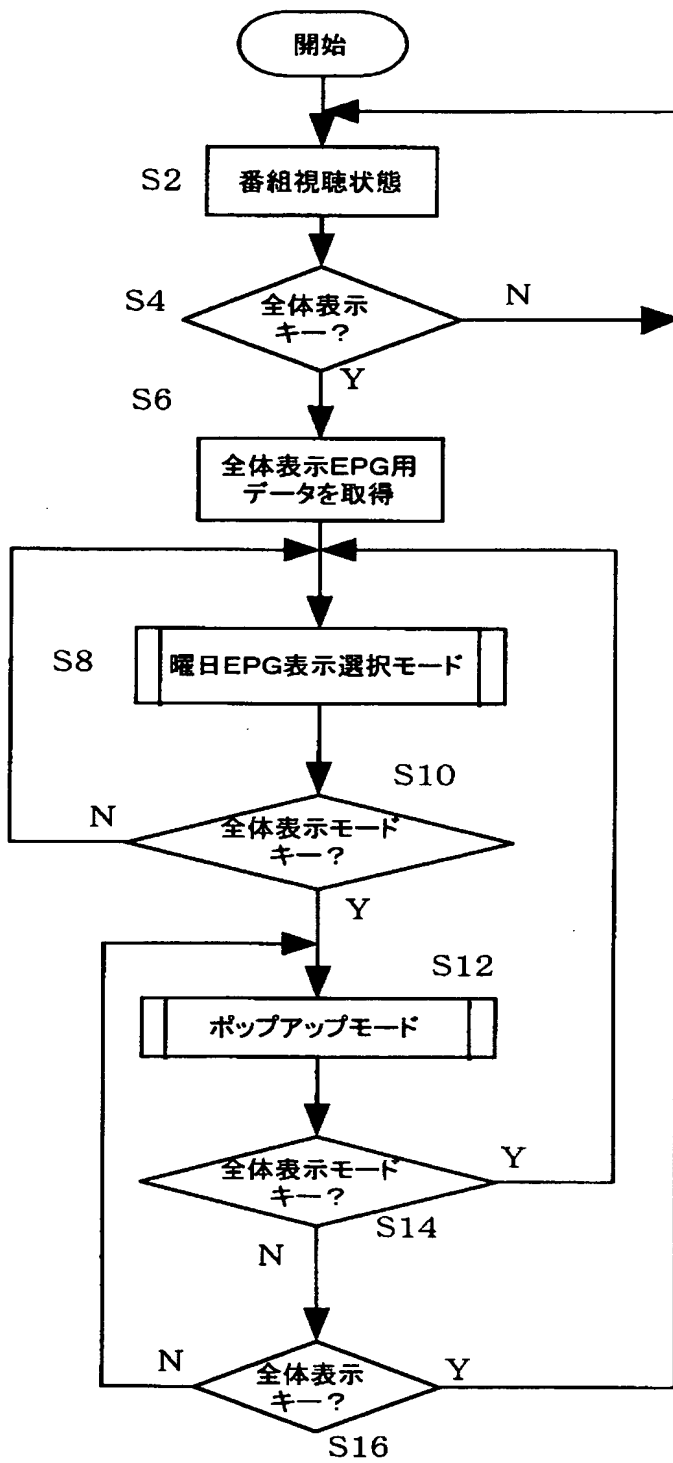 開始
S2
番組視聴状態
S4
全体表示
キー?
N
Y
S6
全体表示EPG用
データを取得
S8
曜日EPG表示選択モード
S10
N
全体表示モード
キー?
Y
S12
ポップアップモード
全体表示モード
キー?
Y
S14
N
N
全体表示
キー?
Y
S16